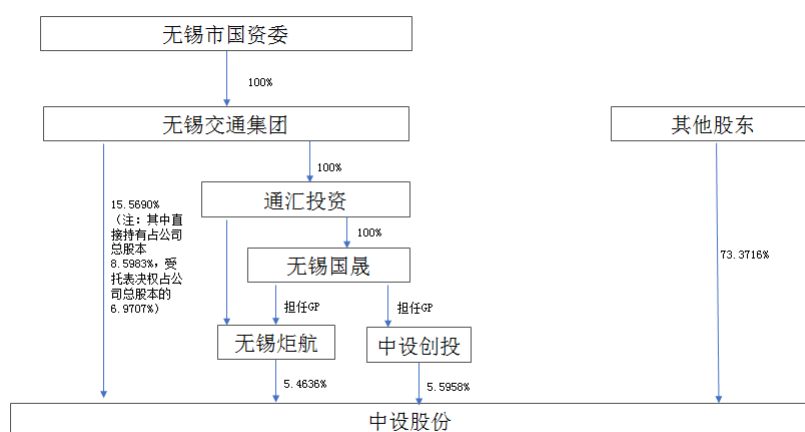 无锡市国资委
100%
无锡交通集团
其他股东
100%
15.5690%
（注：其中直
接持有占公司
总股本
8.5983%，受
托表决权占公
司总股本的
6.9707%）
通汇投资
100%
73.3716%
无锡国晟
担任GP
担任GP
无锡炬航
中设创投
5.4636%
5.5958%
中设股份